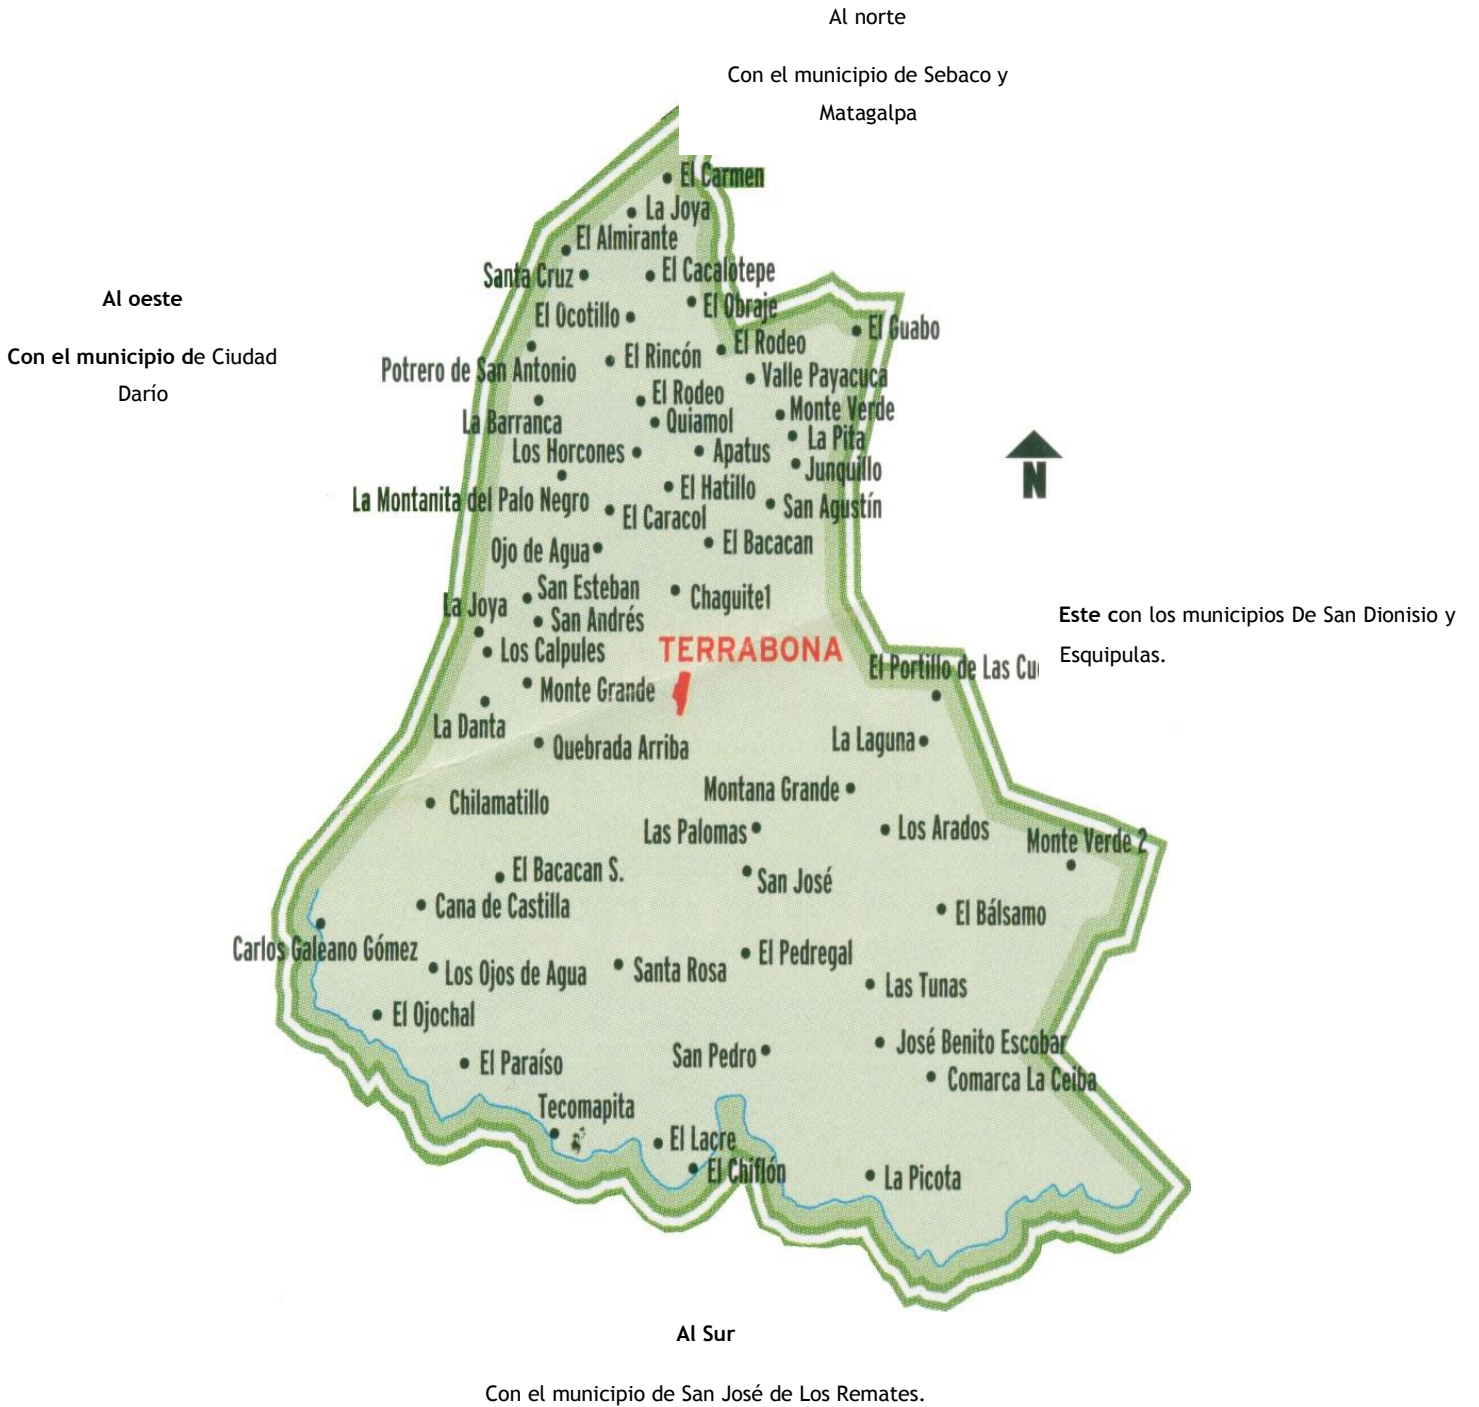 Al norte
Con el municipio de Sebaco y
Matagalpa
El Carmen
La Joya
El Almirante
Santa Cruz
El Cacalotepe
El Obraje
El Ocotillo
El Guabo
El Rodeo
El Rincón
Potrero de San Antonio
Valle Payacuca
El Rodeo
La Barranca
Quiamol
Monte Verde
La Pita
Los Horcones
Apatus
Junquillo
La Montanita del Palo Negro
El Hatillo
San Agustín
El Caracol
Ojo de Agua
El Bacacan
San Esteban
Chaguite1
La Joya
San Andrés
Los Calpules
TERRABONA
El Portillo de Las Cu
Monte Grande
La Danta
Quebrada Arriba
La Laguna
Montana Grande
Chilamatillo
Las Palomas
Los Arados
Monte Verde 2
El Bacacan S.
San José
Cana de Castilla
El Bálsamo
Carlos Galeano Gómez
El Pedregal
Los Ojos de Agua
Santa Rosa
Las Tunas
El Ojochal
José Benito Escobar
El Paraíso
San Pedro
Comarca La Ceiba
Tecomapita
El Lacre
El Chiflón
La Picota
N
Al oeste
Con el municipio de Ciudad
Darío
Este con los municipios De San Dionisio y
Esquipulas.
Al Sur
Con el municipio de San José de Los Remates.